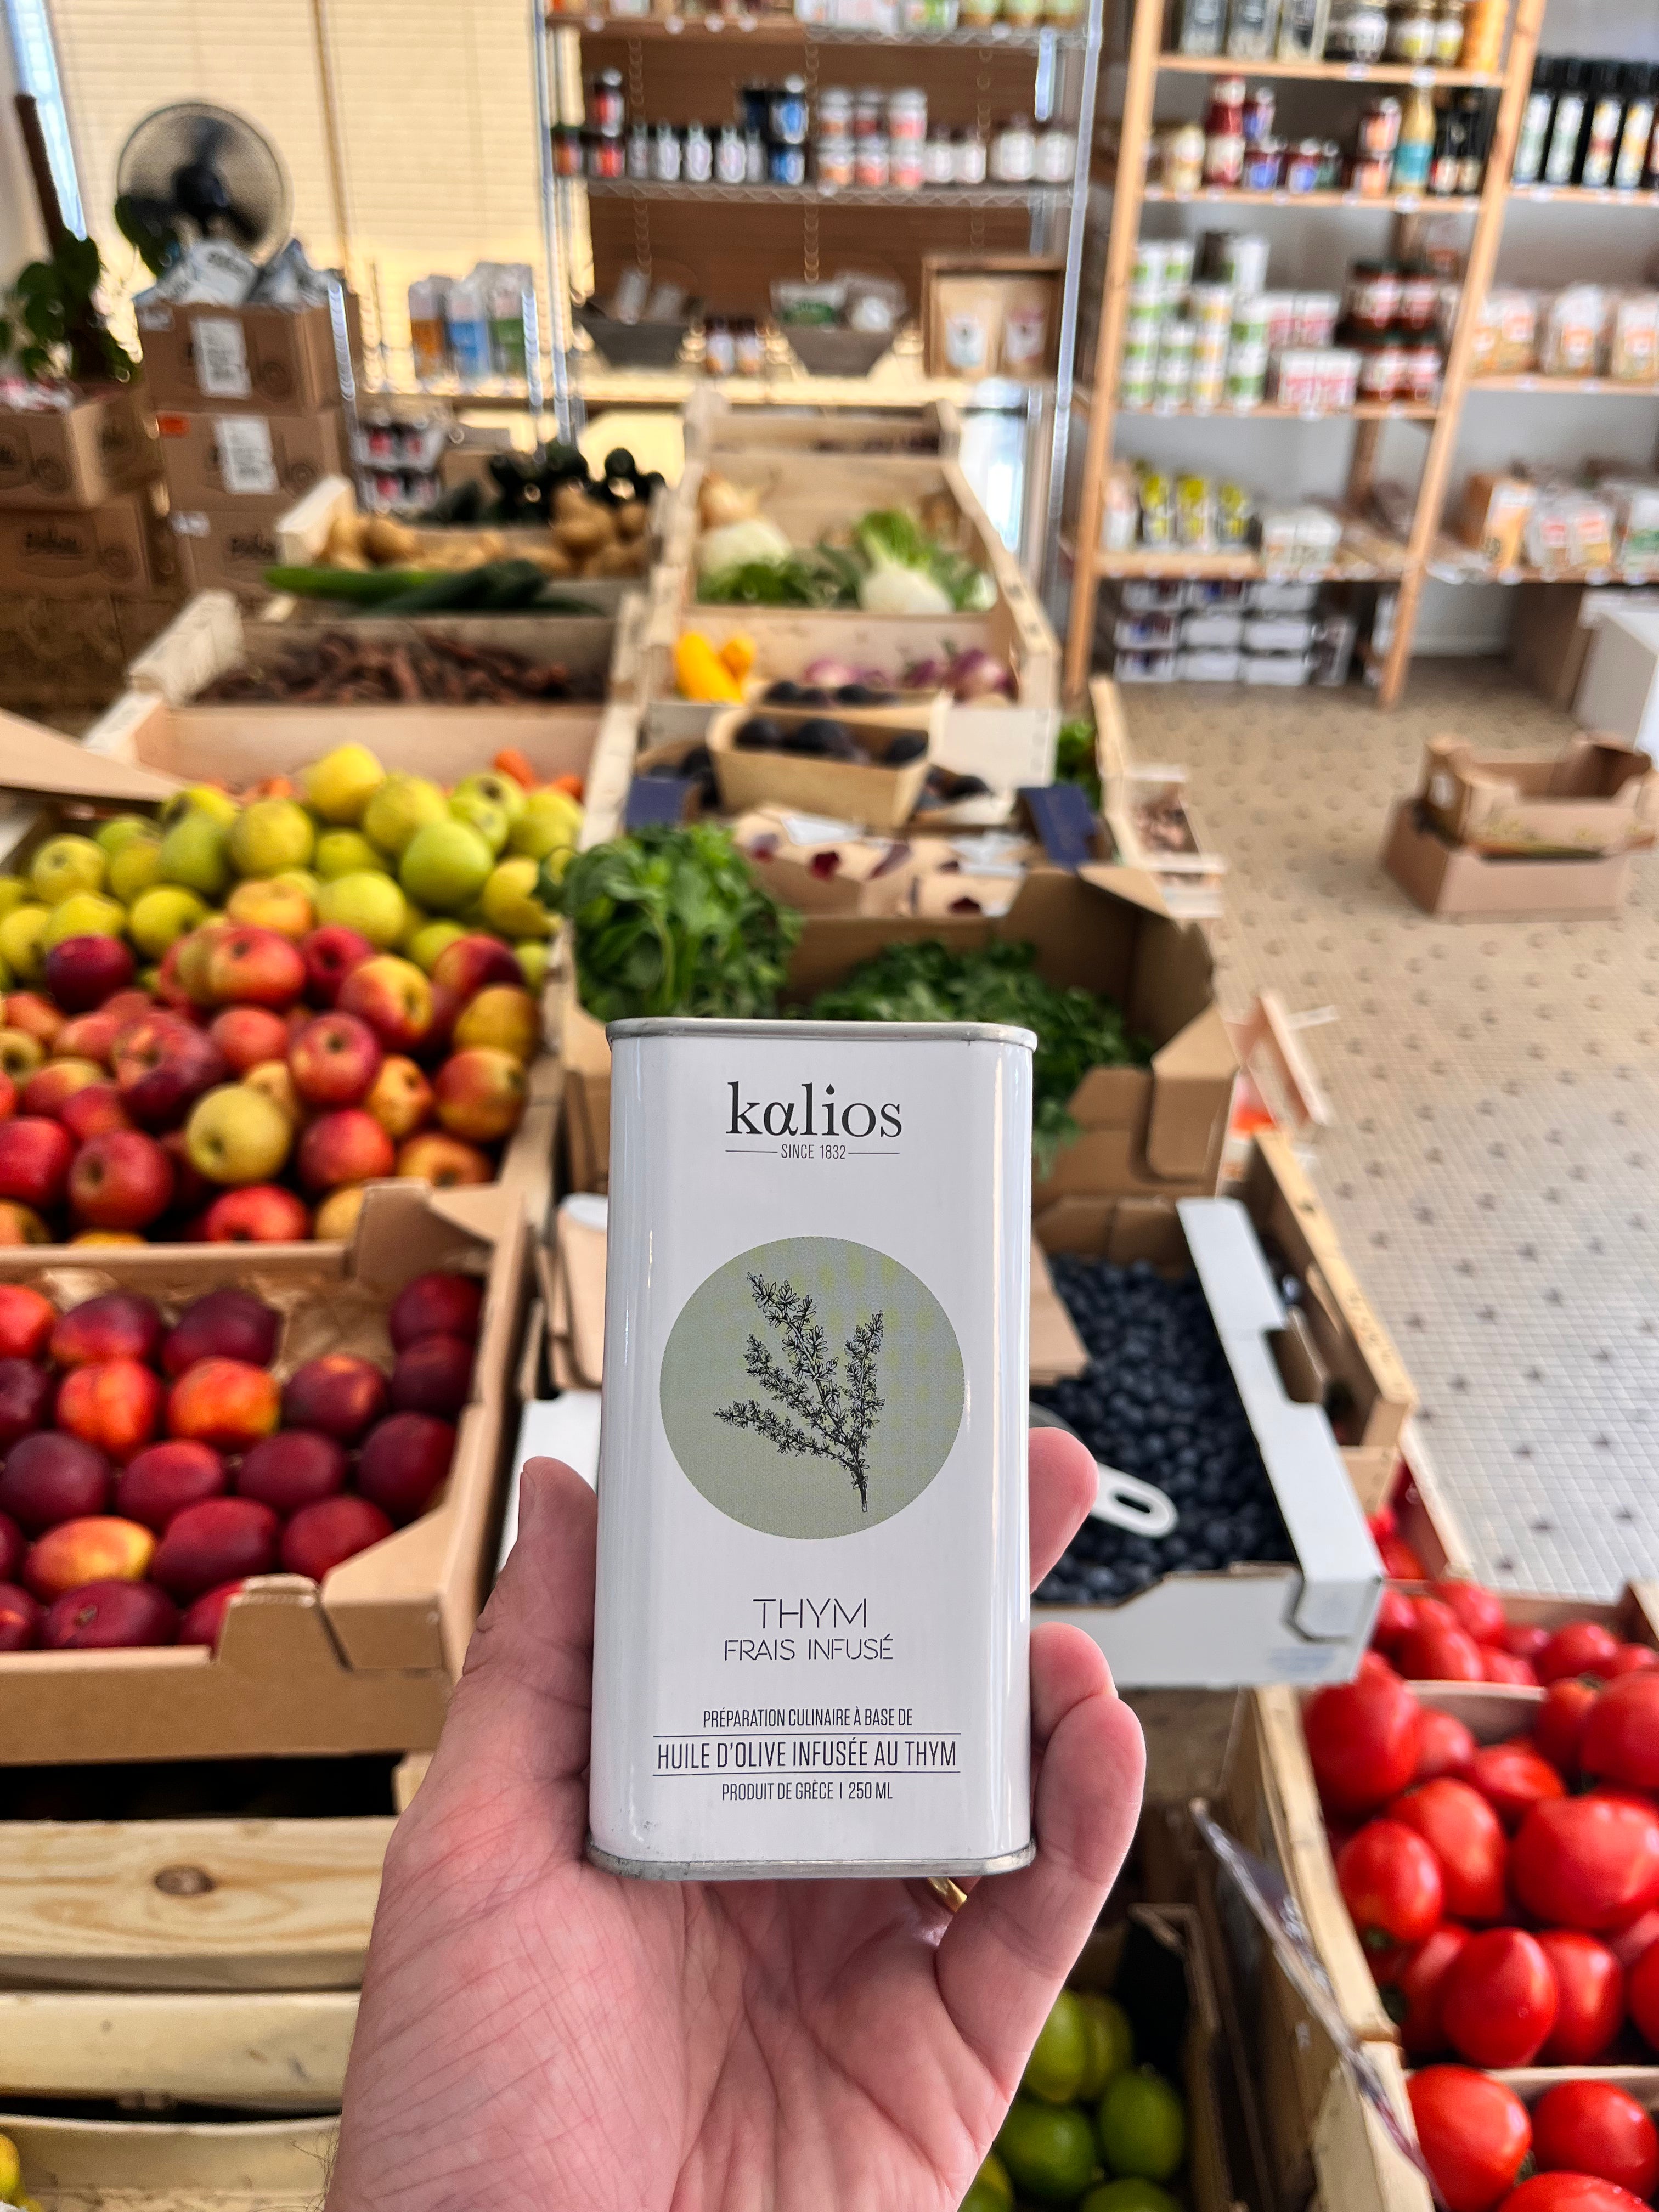 kαlios
SINCE 1832
THYM
FRAIS INFUSÉ
PRÉPARATION CULINAIRE À BASE DE
HUILE D'OLIVE INFUSÉE AU THYM
PRODUIT DE GRÈCE | 250 ML